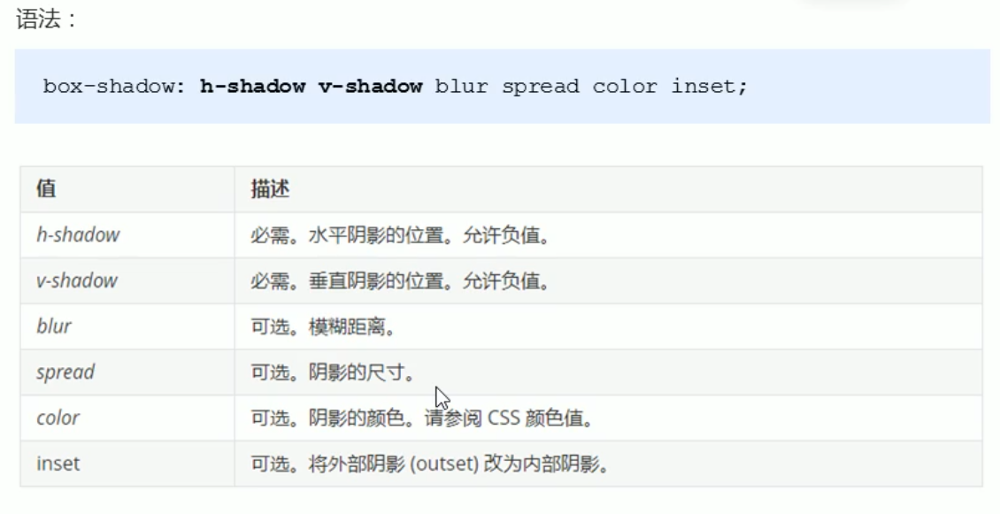 语法：
box-shadow: h-shadow v-shadow blur spread color inset;
值 描述
h-shadow 必需。水平阴影的位置。允许负值。
v-shadow 必需。垂直阴影的位置。允许负值。
blur 可选。模糊距离。
spread 可选。阴影的尺寸。
color 可选。阴影的颜色。请参阅 CSS 颜色值。
inset 可选。将外部阴影 (outset) 改为内部阴影。